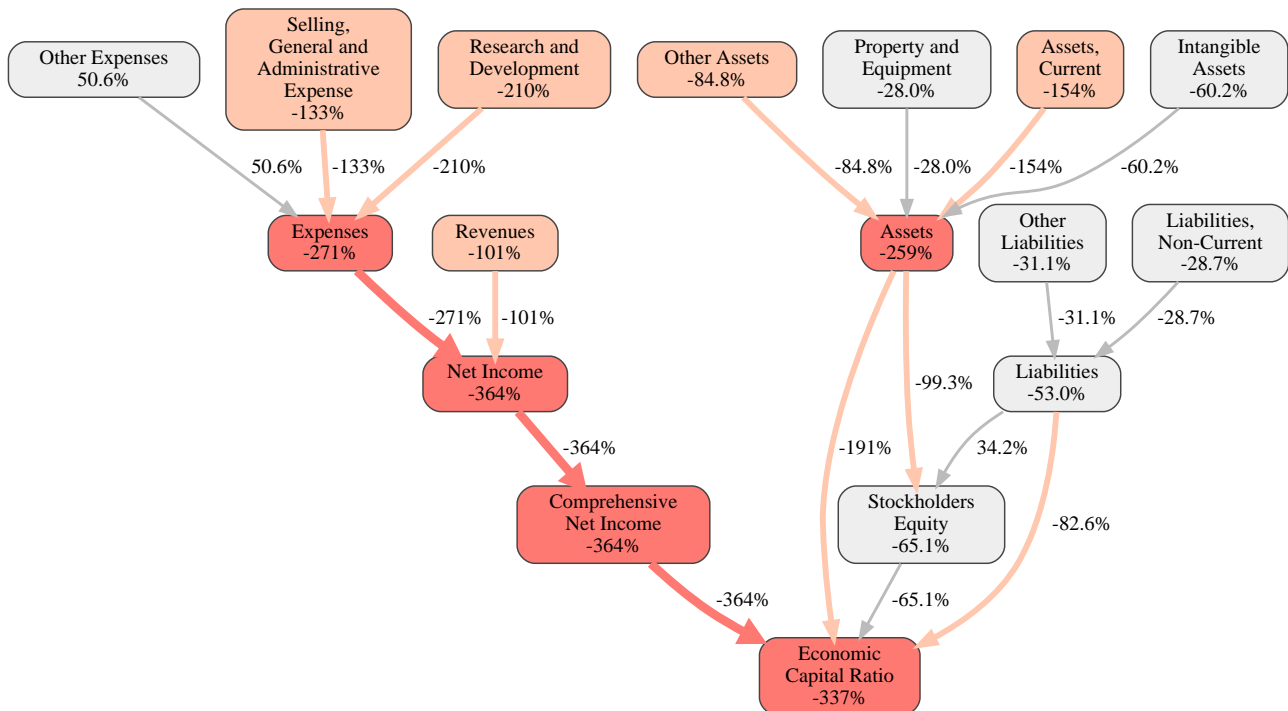 Other Expenses
50.6%
Selling,
General and
Administrative
Expense
-133%
Research and
Development
-210%
Other Assets
-84.8%
Property and
Equipment
-28.0%
Assets,
Current
-154%
Intangible
Assets
-60.2%
50.6%
-133%
-210%
-84.8%
-28.0%
-154%
-60.2%
Expenses
-271%
Revenues
-101%
Assets
-259%
Other
Liabilities
-31.1%
Liabilities,
Non-Current
-28.7%
-271%
-101%
-31.1%
-28.7%
Net Income
-364%
-99.3%
Liabilities
-53.0%
-364%
-191%
34.2%
Comprehensive
Net Income
-364%
Stockholders
Equity
-65.1%
-82.6%
-364%
-65.1%
Economic
Capital Ratio
-337%